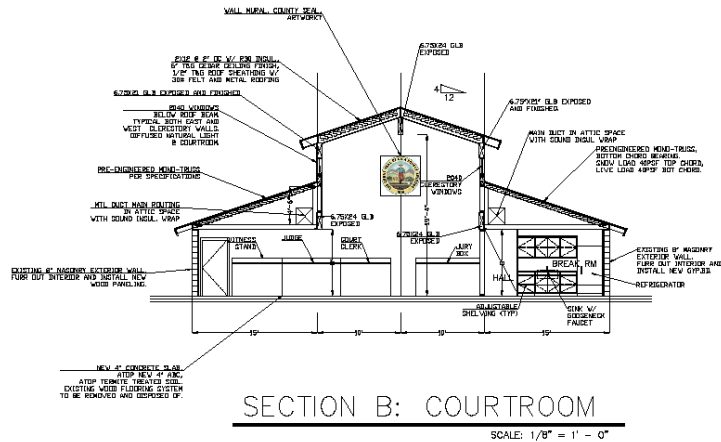 WALL MURAL, COUNTY SEAL,
ARTWORK?
6.75X24 GLB
EXPOSED
2X12 @ 2' OC W/ R30 INSUL,
6" T&G CEDAR CEILING FINISH,
1/2" T&G ROOF SHEATHING W/
30# FELT AND METAL ROOFING
6.75X21 GLB EXPOSED AND FINISHED
4
12
6.75X21" GLB EXPOSED
AND FINISHED.
2040 WINDOWS
BELOW ROOF BEAM.
TYPICAL BOTH EAST AND
WEST CLERESTORY WALLS.
DIFFUSED NATURAL LIGHT
@ COURTROOM.
MAIN DUCT IN ATTIC SPACE
WITH SOUND INSUL WRAP
PRE-ENGINEERED MONO-TRUSS
PER SPECIFICATIONS
PREENGINEERED MONO-TRUSS,
BOTTOM CHORD BEARING.
SNOW LOAD 40PSF TOP CHORD,
LIVE LOAD 40PSF BOT CHORD.
2040
CLERESTORY
WINDOWS
MTL DUCT MAIN ROUTING
IN ATTIC SPACE
WITH SOUND INSUL WRAP
6.75X24 GLB
EXPOSED
6.75X24 GLB
EXPOSED
WITNESS
STAND
JUDGE
COURT
CLERK
JURY
BOX
HALL
BREAK RM
EXISTING 8" MASONRY
EXTERIOR WALL.
FURR OUT INTERIOR AND
INSTALL NEW GYP.BD.
REFRIGERATOR
EXISTING 8" MASONRY EXTERIOR WALL.
FURR OUT INTERIOR AND INSTALL NEW
WOOD PANELING.
ADJUSTABLE
SHELVING (TYP)
SINK W/
GOOSENECK
FAUCET
15'
10'
10'
15'
NEW 4" CONCRETE SLAB,
ATOP NEW 4" ABC,
ATOP TERMITE TREATED SOIL.
EXISTING WOOD FLOORING SYSTEM
TO BE REMOVED AND DISPOSED OF.
SECTION B: COURTROOM
SCALE: 1/8" = 1' - 0"